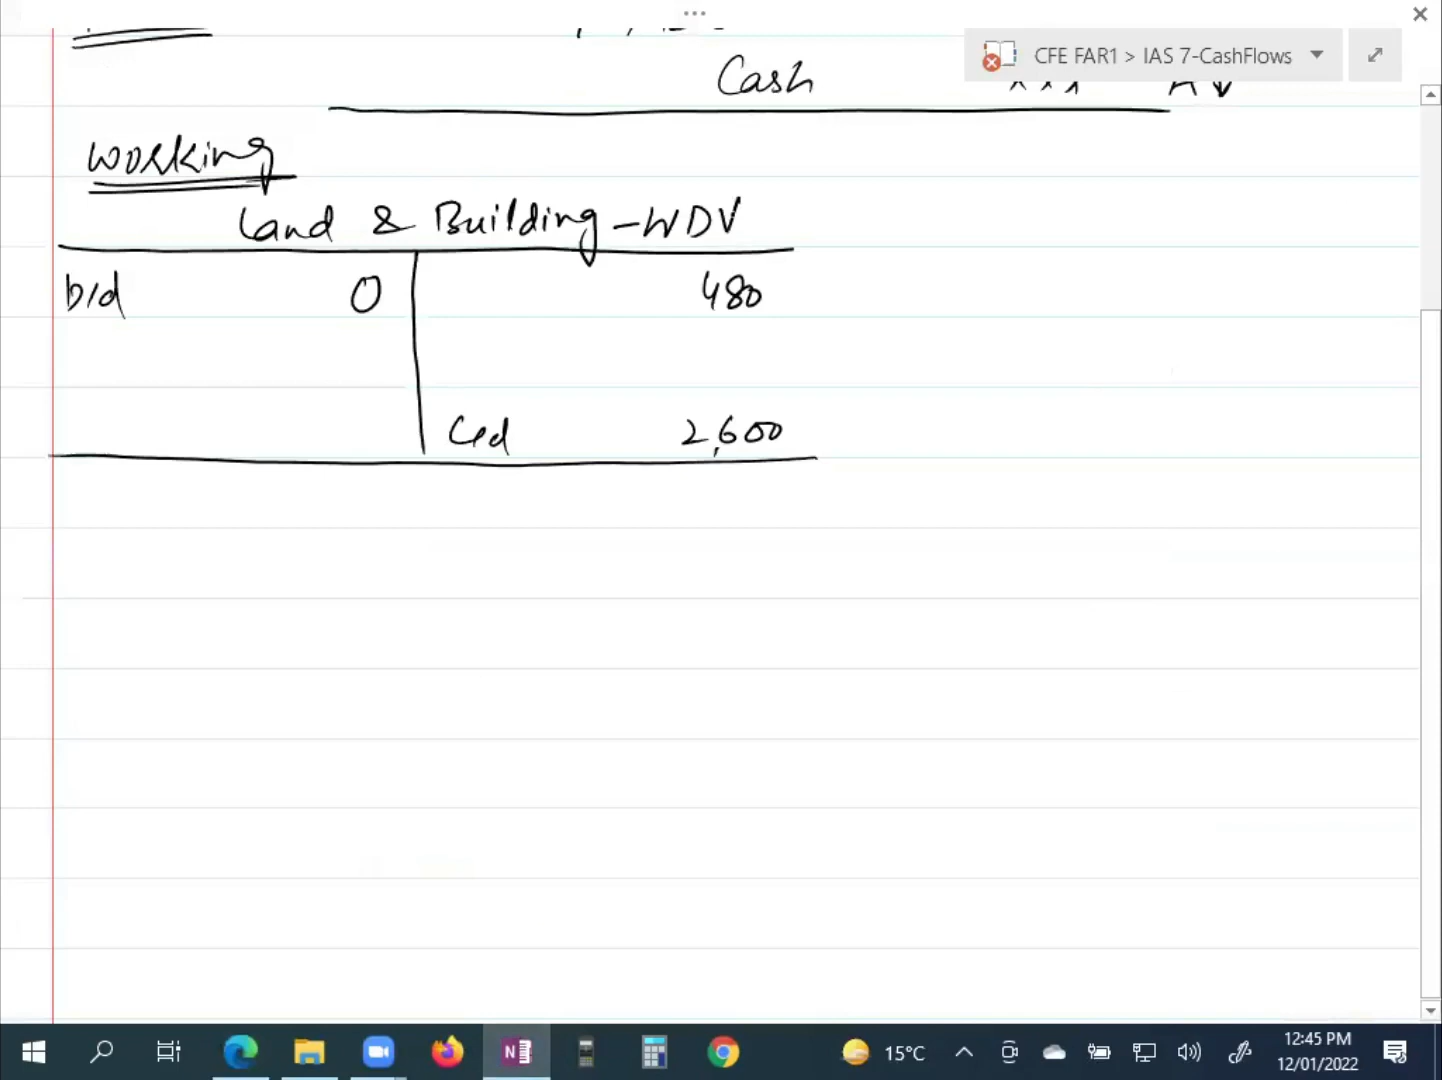 CFE FAR1 > IAS 7-CashFlows
Cash
Working
Land & Building - WDV
b/d 0 480
C/d 2,600
15°C
12:45 PM
12/01/2022